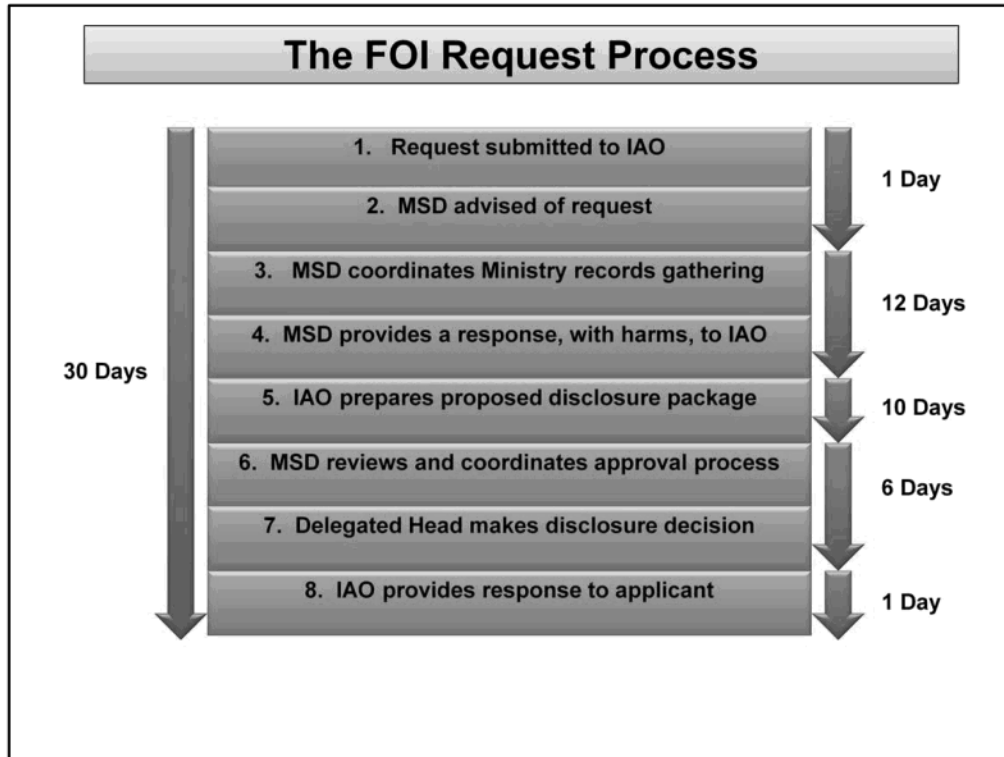 The FOI Request Process
1. Request submitted to IAO
2. MSD advised of request
1 Day
3. MSD coordinates Ministry records gathering
4. MSD provides a response, with harms, to IAO
12 Days
30 Days
5. IAO prepares proposed disclosure package
10 Days
6. MSD reviews and coordinates approval process
7. Delegated Head makes disclosure decision
6 Days
8. IAO provides response to applicant
1 Day